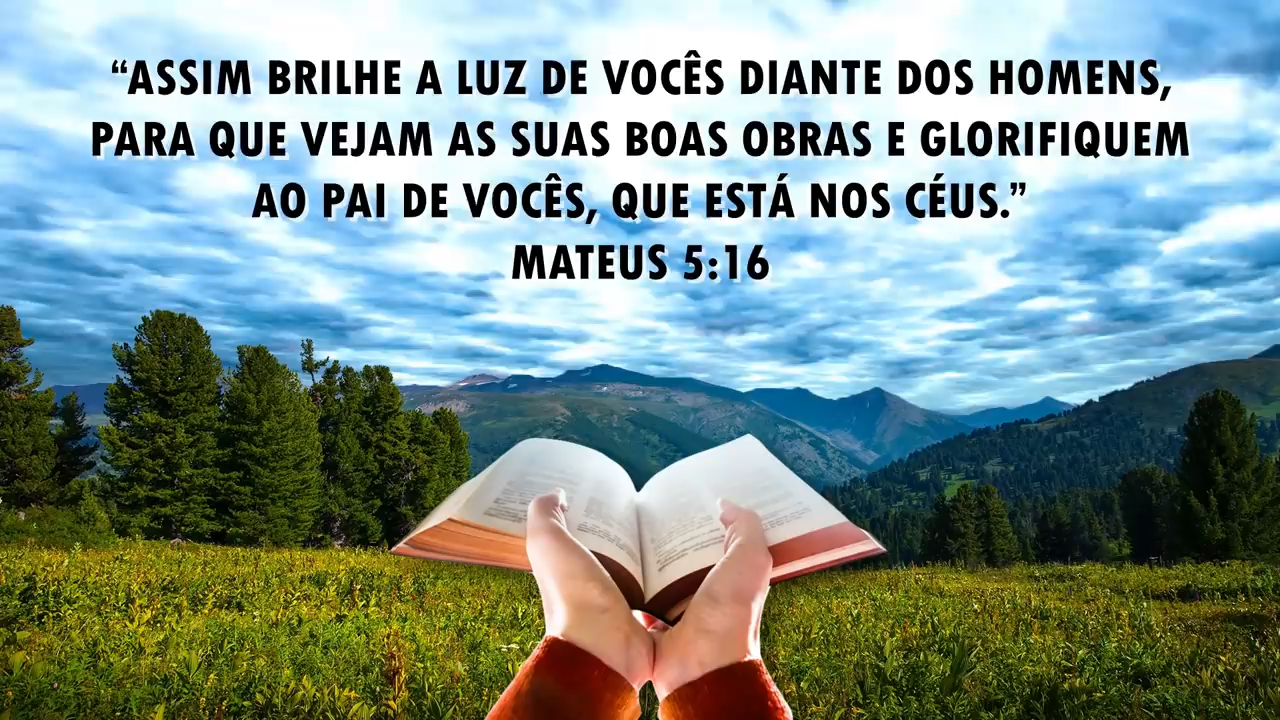 “ASSIM BRILHE A LUZ DE VOCÊS DIANTE DOS HOMENS,
PARA QUE VEJAM AS SUAS BOAS OBRAS E GLORIFIQUEM
AO PAI DE VOCÊS, QUE ESTÁ NOS CÉUS.”
MATEUS 5:16